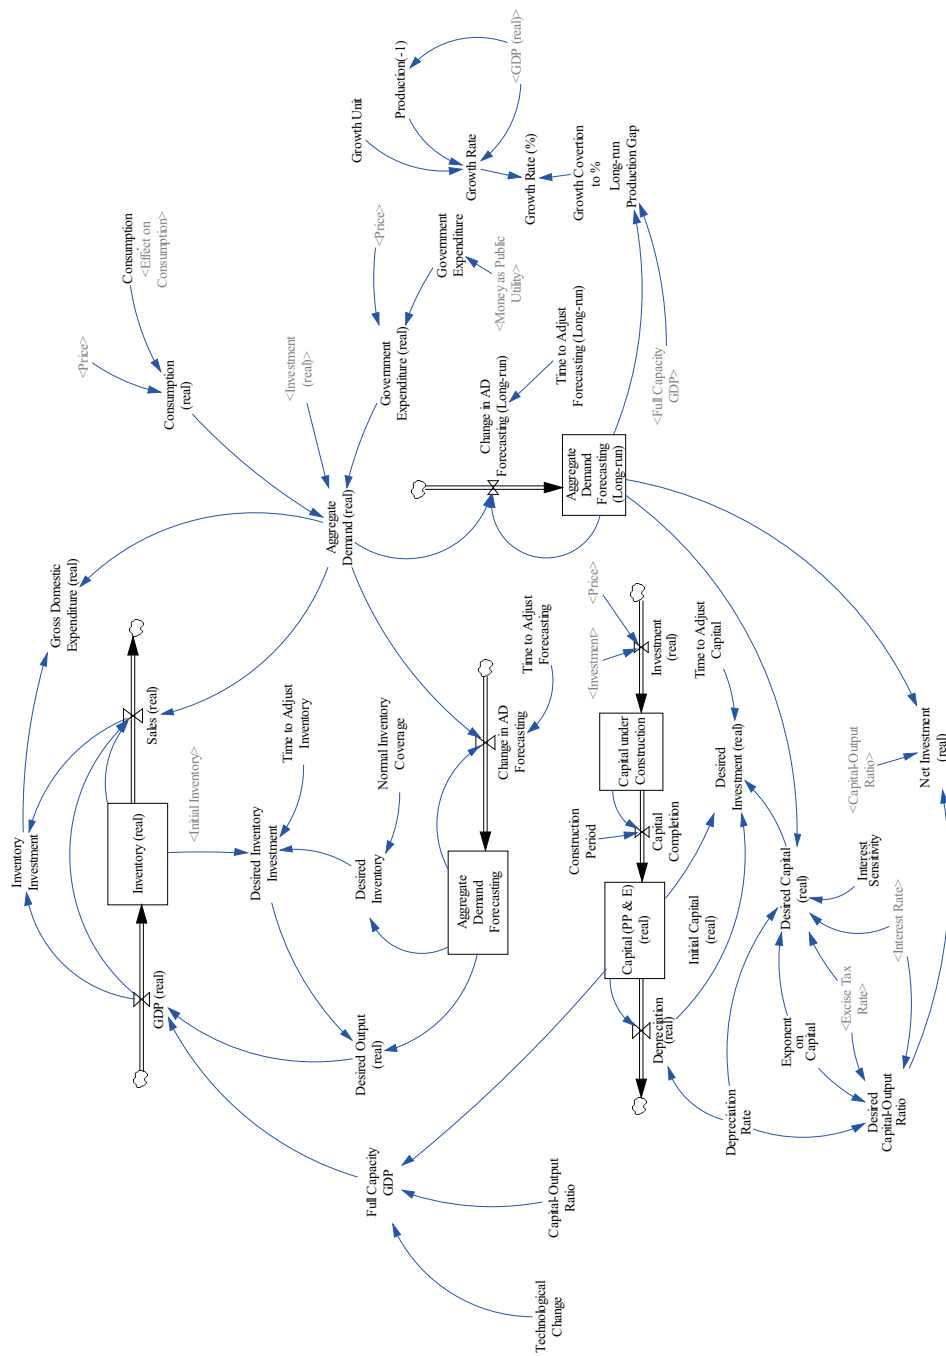 Technological
Change
Capital-Output
Ratio
Full Capacity
GDP
GDP (real)
Inventory (real)
Sales (real)
Inventory
Investment
Gross Domestic
Expenditure (real)
<Initial Inventory>
Desired Inventory
Investment
Time to Adjust
Inventory
Desired Output
(real)
Desired
Inventory
Normal Inventory
Coverage
Aggregate
Demand
Forecasting
Change in AD
Forecasting
Time to Adjust
Forecasting
<Price>
Consumption
<Effect on
Consumption>
Consumption
(real)
<Investment
(real)>
Aggregate
Demand (real)
Government
Expenditure (real)
<Price>
Government
Expenditure
<Money as Public
Utility>
Change in AD
Forecasting (Long-run)
Time to Adjust
Forecasting (Long-run)
Aggregate
Demand
Forecasting
(Long-run)
Growth Unit
Production(-1)
<GDP (real)>
Growth Rate
Growth Rate (%)
Growth Covertion
to %
Long-run
Production Gap
<Full Capacity
GDP>
Depreciation
(real)
Capital (PP & E)
(real)
Construction
Period
Capital
Completion
Capital under
Construction
<Investment>
<Price>
Investment
(real)
Initial Capital
(real)
Desired
Investment (real)
Time to Adjust
Capital
Depreciation
Rate
Exponent
on
Capital
Desired Capital
(real)
<Excise Tax
Rate>
Interest
Sensitivity
<Interest Rate>
Desired
Capital-Output
Ratio
<Capital-Output
Ratio>
Net Investment
(real)